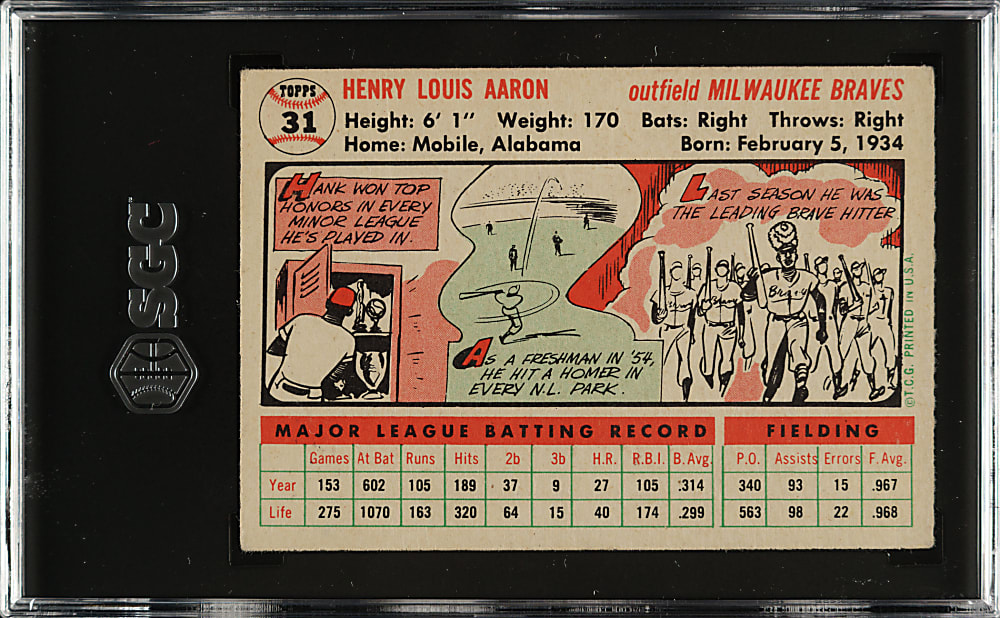 TOPPS
31
HENRY LOUIS AARON outfield MILWAUKEE BRAVES
Height: 6' 1" Weight: 170 Bats: Right Throws: Right
Home: Mobile, Alabama Born: February 5, 1934
HANK WON TOP
HONORS IN EVERY
MINOR LEAGUE
HE'S PLAYED IN.
AS A FRESHMAN IN '54,
HE HIT A HOMER IN
EVERY N.L. PARK.
LAST SEASON HE WAS
THE LEADING BRAVE HITTER
Braves
©T.C.G. PRINTED IN U.S.A.
MAJOR LEAGUE BATTING RECORD FIELDING
Games At Bat Runs Hits 2b 3b H.R. R.B.I. B. Avg. P.O. Assists Errors F. Avg.
Year 153 602 105 189 37 9 27 105 .314 340 93 15 .967
Life 275 1070 163 320 64 15 40 174 .299 563 98 22 .968
SGC